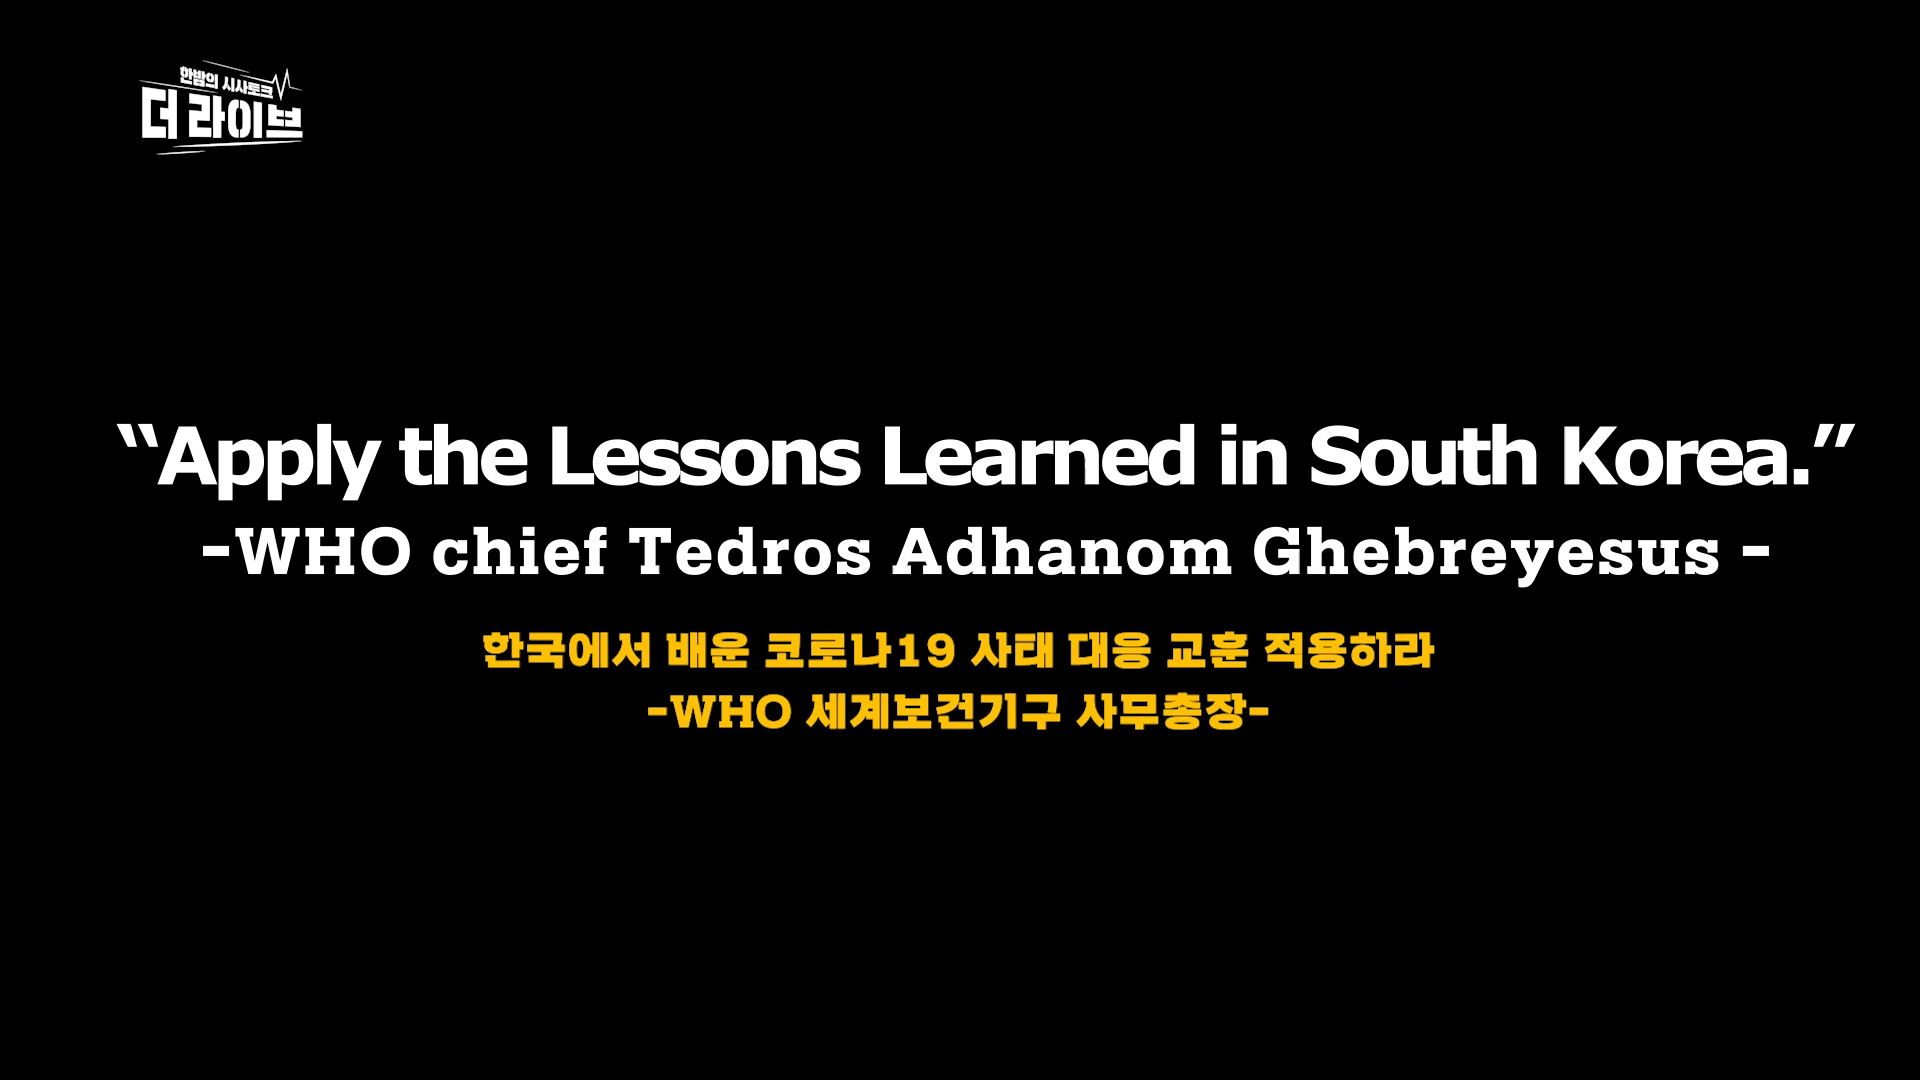 한밤의 시사토크
더 라이브
“Apply the Lessons Learned in South Korea.”
-WHO chief Tedros Adhanom Ghebreyesus -
한국에서 배운 코로나19 사태 대응 교훈 적용하라
-WHO 세계보건기구 사무총장-